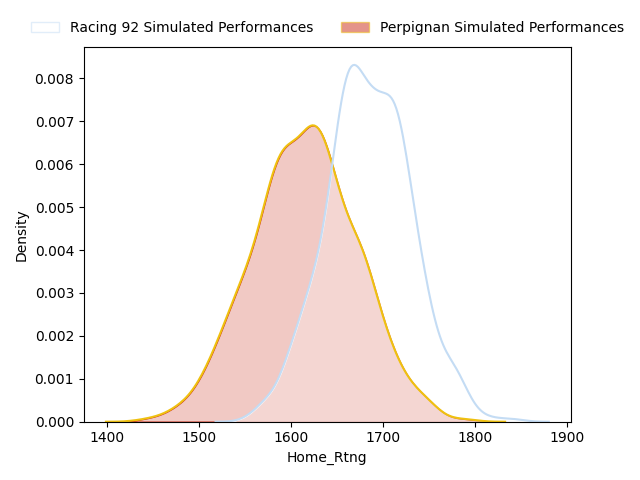 Racing 92 Simulated Performances
Perpignan Simulated Performances
0.008
0.007
0.006
0.005
0.004
0.003
0.002
0.001
0.000
Density
1400 1500 1600 1700 1800 1900
Home_Rtng